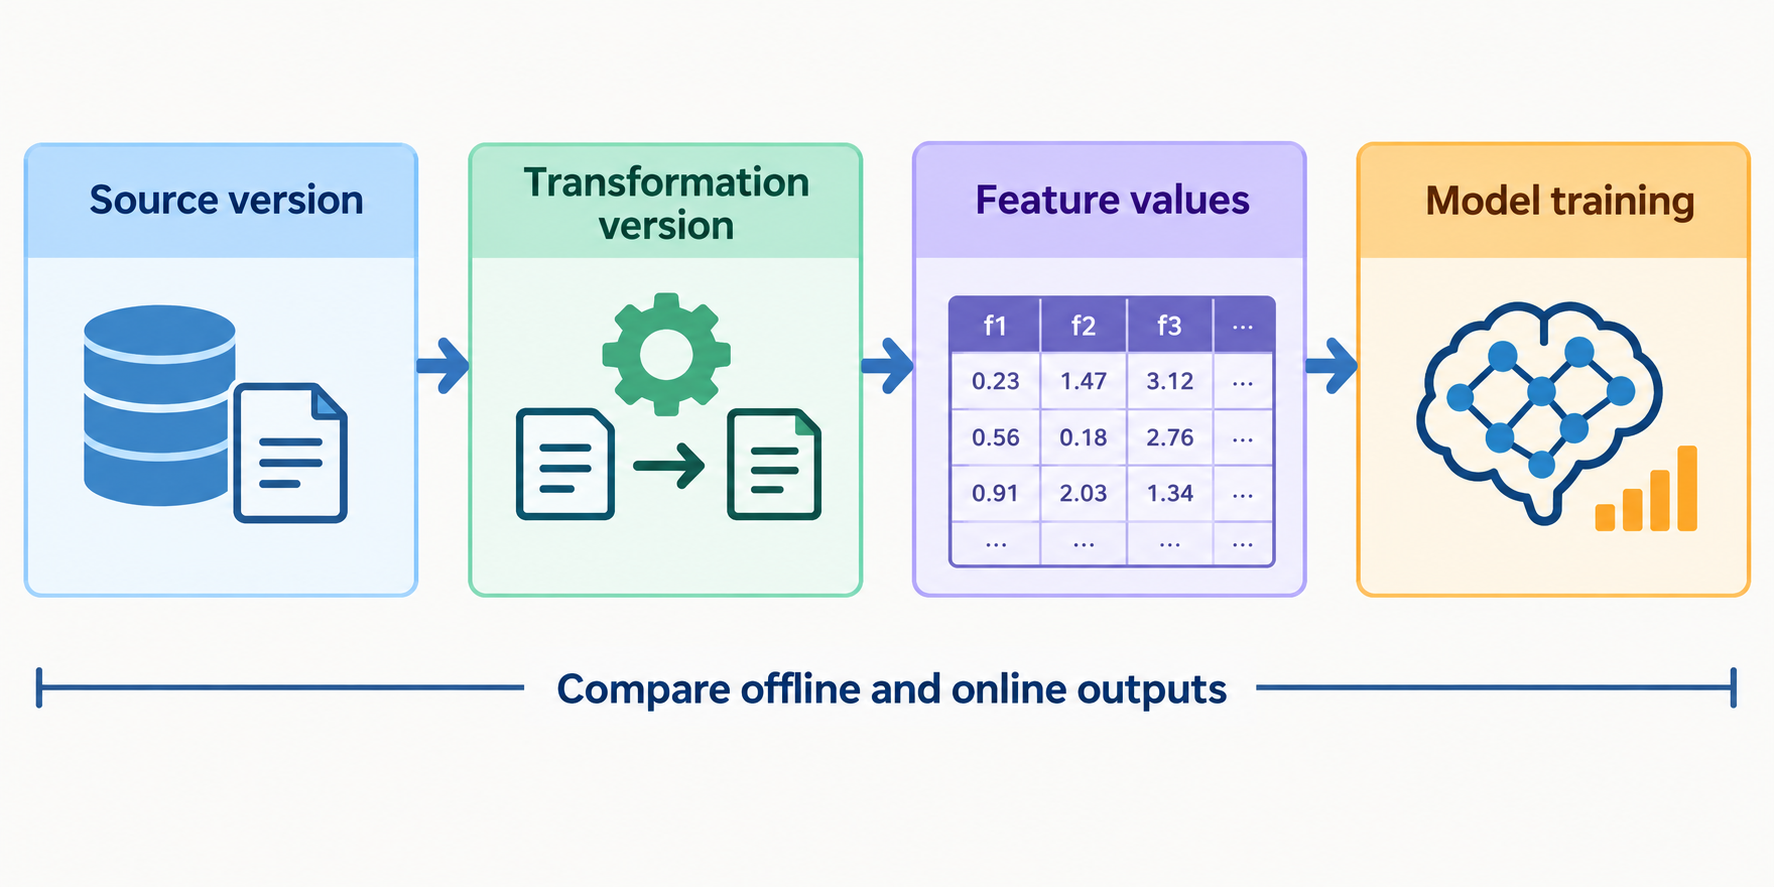 Source version
Transformation
version
Feature values
Model training
f1 f2 f3 ...
0.23 1.47 3.12 ...
0.56 0.18 2.76 ...
0.91 2.03 1.34 ...
... ... ... ...
Compare offline and online outputs